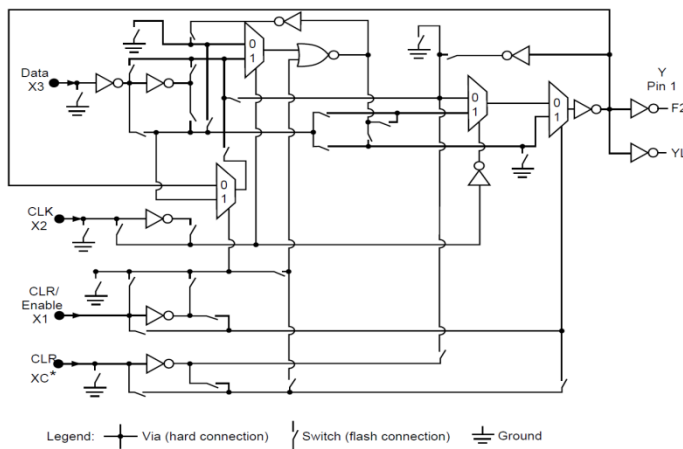 0
1
Y
Pin 1
Data
X3
0
1
F2
0
1
YL
0
1
CLK
X2
CLR/
Enable
X1
CLR
XC*
Legend: Via (hard connection) Switch (flash connection) Ground